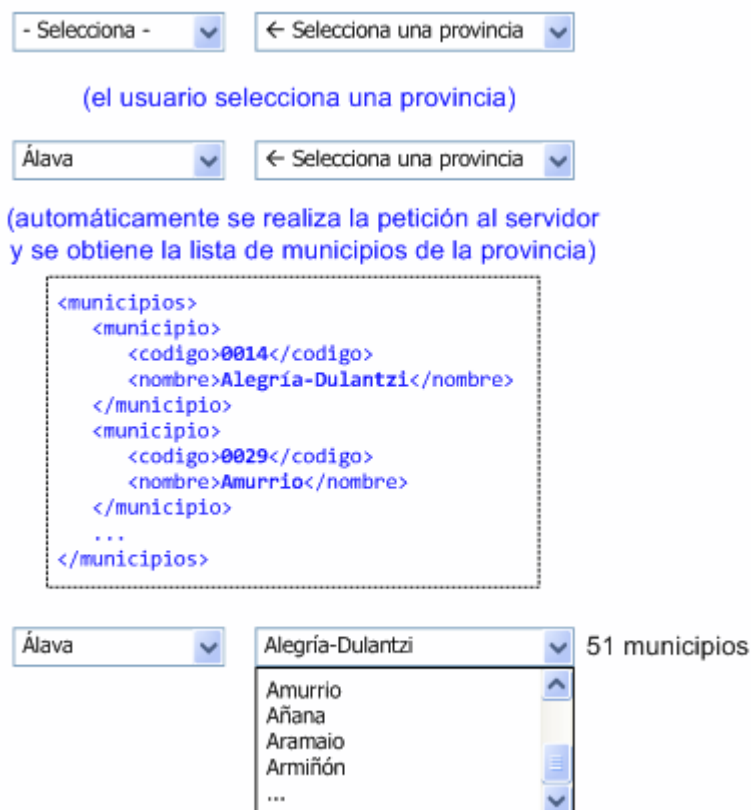 - Selecciona - ← Selecciona una provincia
(el usuario selecciona una provincia)
Álava ← Selecciona una provincia
(automáticamente se realiza la petición al servidor
y se obtiene la lista de municipios de la provincia)
<municipios>
<municipio>
<codigo>0014</codigo>
<nombre>Alegría-Dulantzi</nombre>
</municipio>
<municipio>
<codigo>0029</codigo>
<nombre>Amurrio</nombre>
</municipio>
...
</municipios>
Álava Alegría-Dulantzi 51 municipios
Amurrio
Añana
Aramaio
Armiñón
...